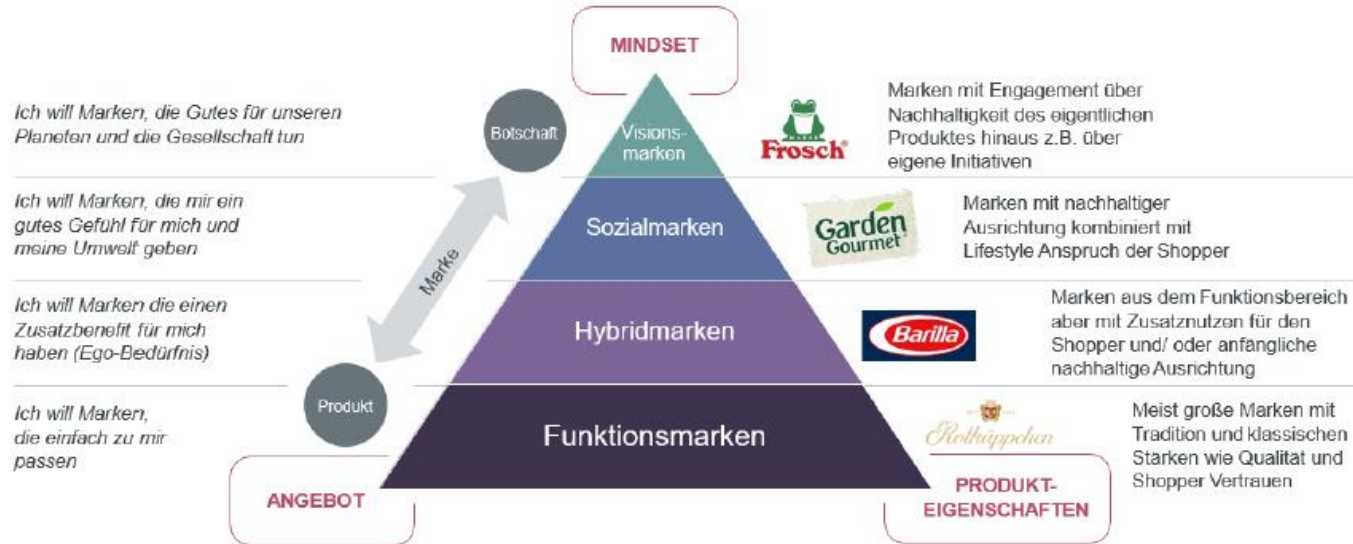 MINDSET
Ich will Marken, die Gutes für unseren
Planeten und die Gesellschaft tun
Botschaft
Visions-
marken
Frosch
Marken mit Engagement über
Nachhaltigkeit des eigentlichen
Produktes hinaus z.B. über
eigene Initiativen
Ich will Marken, die mir ein
gutes Gefühl für mich und
meine Umwelt geben
Marke
Sozialmarken
Garden
Gourmet
Marken mit nachhaltiger
Ausrichtung kombiniert mit
Lifestyle Anspruch der Shopper
Ich will Marken die einen
Zusatzbenefit für mich
haben (Ego-Bedürfnis)
Hybridmarken
Barilla
Marken aus dem Funktionsbereich
aber mit Zusatznutzen für den
Shopper und/ oder anfängliche
nachhaltige Ausrichtung
Produkt
Ich will Marken,
die einfach zu mir
passen
Funktionsmarken
Rotkäppchen
Meist große Marken mit
Tradition und klassischen
Stärken wie Qualität und
Shopper Vertrauen
ANGEBOT
PRODUKT-
EIGENSCHAFTEN